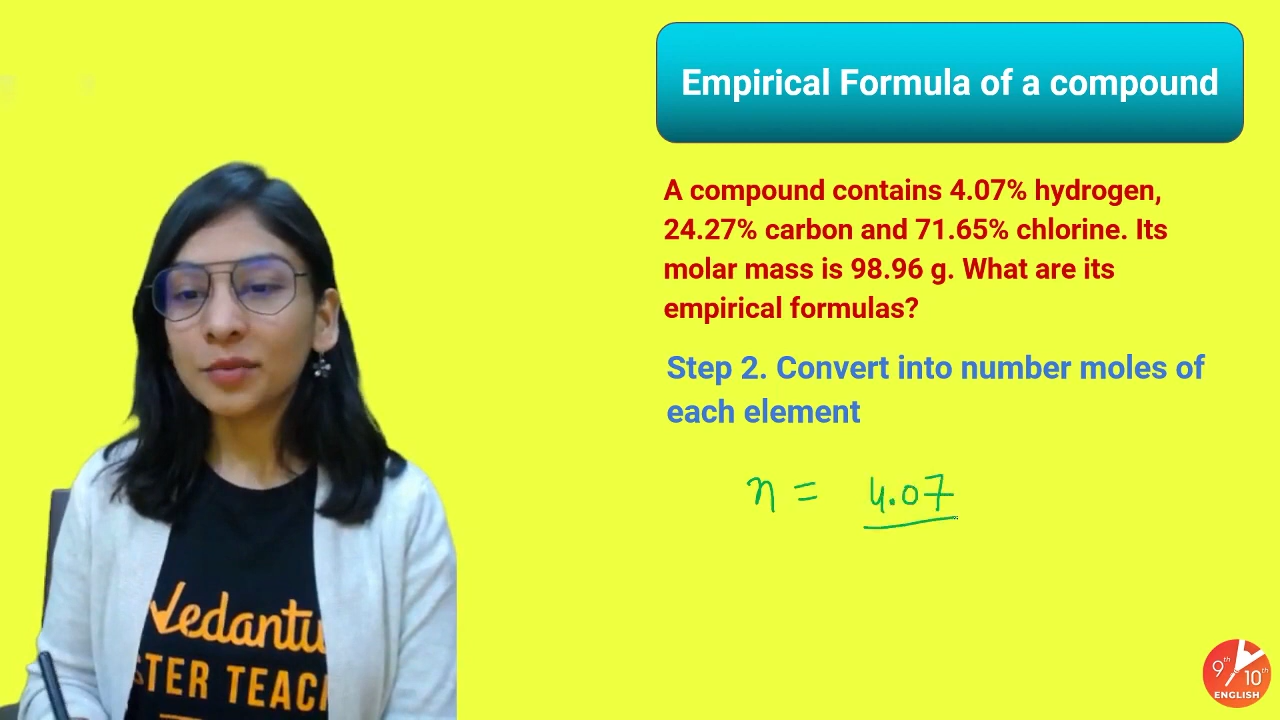 Empirical Formula of a compound
A compound contains 4.07% hydrogen,
24.27% carbon and 71.65% chlorine. Its
molar mass is 98.96 g. What are its
empirical formulas?
Step 2. Convert into number moles of
each element
n = 4.07
Vedantu
STER TEAC
9th 10th
ENGLISH